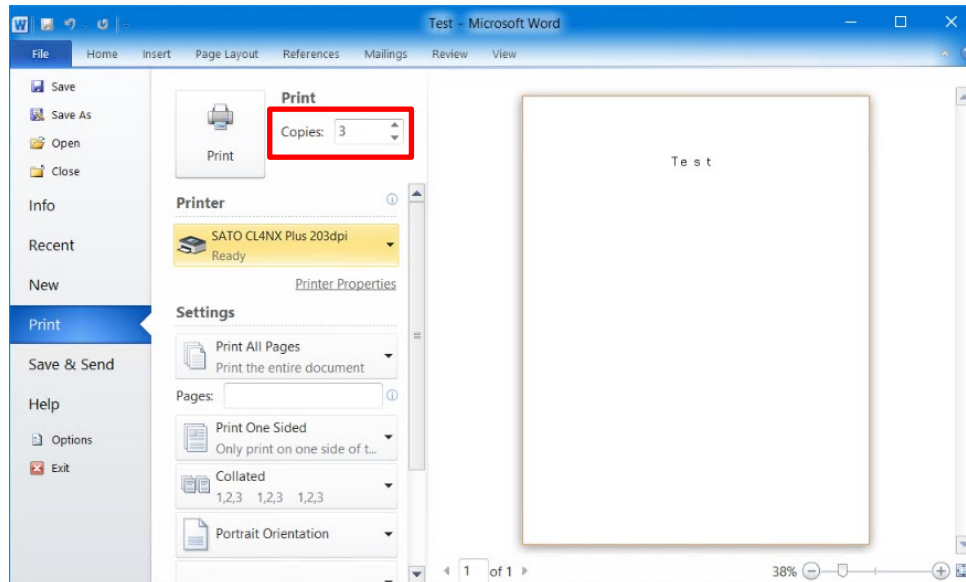 Test - Microsoft Word
File Home Insert Page Layout References Mailings Review View
Save
Save As
Open
Close
Info
Recent
New
Print
Save & Send
Help
Options
Exit
Print
Print
Copies: 3
Printer
SATO CL4NX Plus 203dpi
Ready
Printer Properties
Settings
Print All Pages
Print the entire document
Pages:
Print One Sided
Only print on one side of t...
Collated
1,2,3 1,2,3 1,2,3
Portrait Orientation
Test
1 of 1
38%